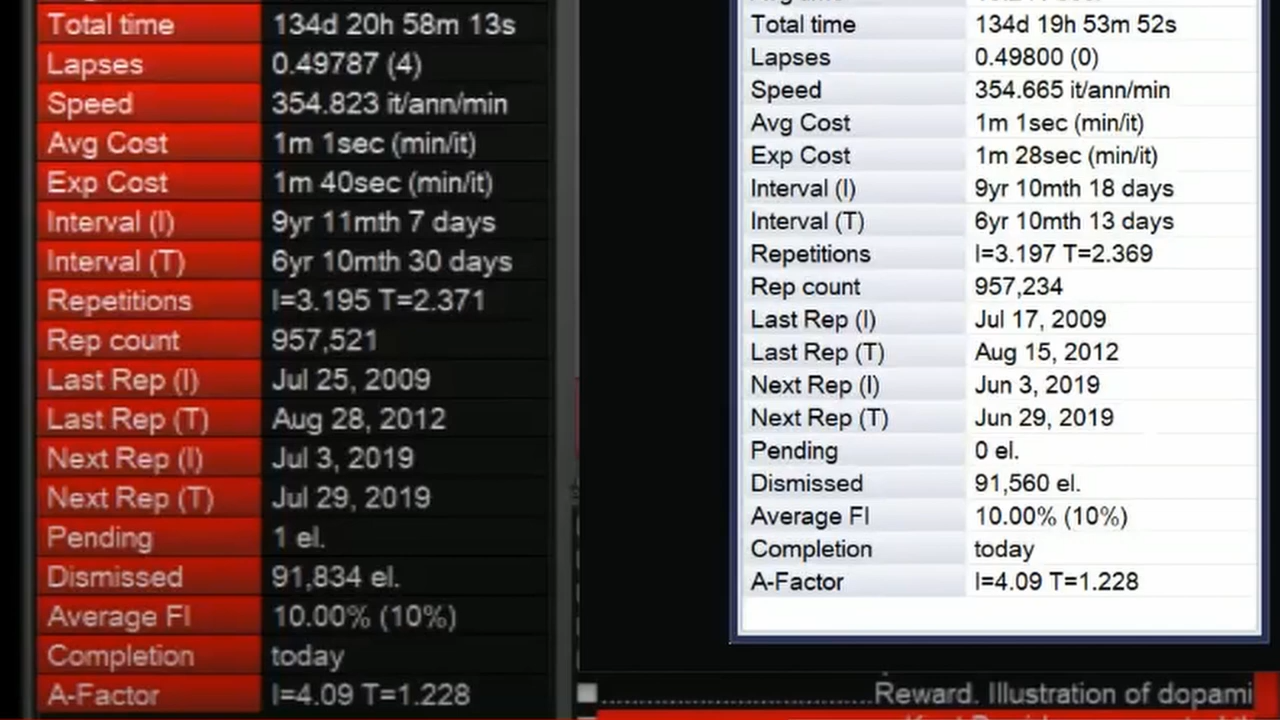 Total time 134d 20h 58m 13s
Lapses 0.49787 (4)
Speed 354.823 it/ann/min
Avg Cost 1m 1sec (min/it)
Exp Cost 1m 40sec (min/it)
Interval (I) 9yr 11mth 7 days
Interval (T) 6yr 10mth 30 days
Repetitions I=3.195 T=2.371
Rep count 957,521
Last Rep (I) Jul 25, 2009
Last Rep (T) Aug 28, 2012
Next Rep (I) Jul 3, 2019
Next Rep (T) Jul 29, 2019
Pending 1 el.
Dismissed 91,834 el.
Average FI 10.00% (10%)
Completion today
A-Factor I=4.09 T=1.228
Total time 134d 19h 53m 52s
Lapses 0.49800 (0)
Speed 354.665 it/ann/min
Avg Cost 1m 1sec (min/it)
Exp Cost 1m 28sec (min/it)
Interval (I) 9yr 10mth 18 days
Interval (T) 6yr 10mth 13 days
Repetitions I=3.197 T=2.369
Rep count 957,234
Last Rep (I) Jul 17, 2009
Last Rep (T) Aug 15, 2012
Next Rep (I) Jun 3, 2019
Next Rep (T) Jun 29, 2019
Pending 0 el.
Dismissed 91,560 el.
Average FI 10.00% (10%)
Completion today
A-Factor I=4.09 T=1.228
Reward. Illustration of dopami